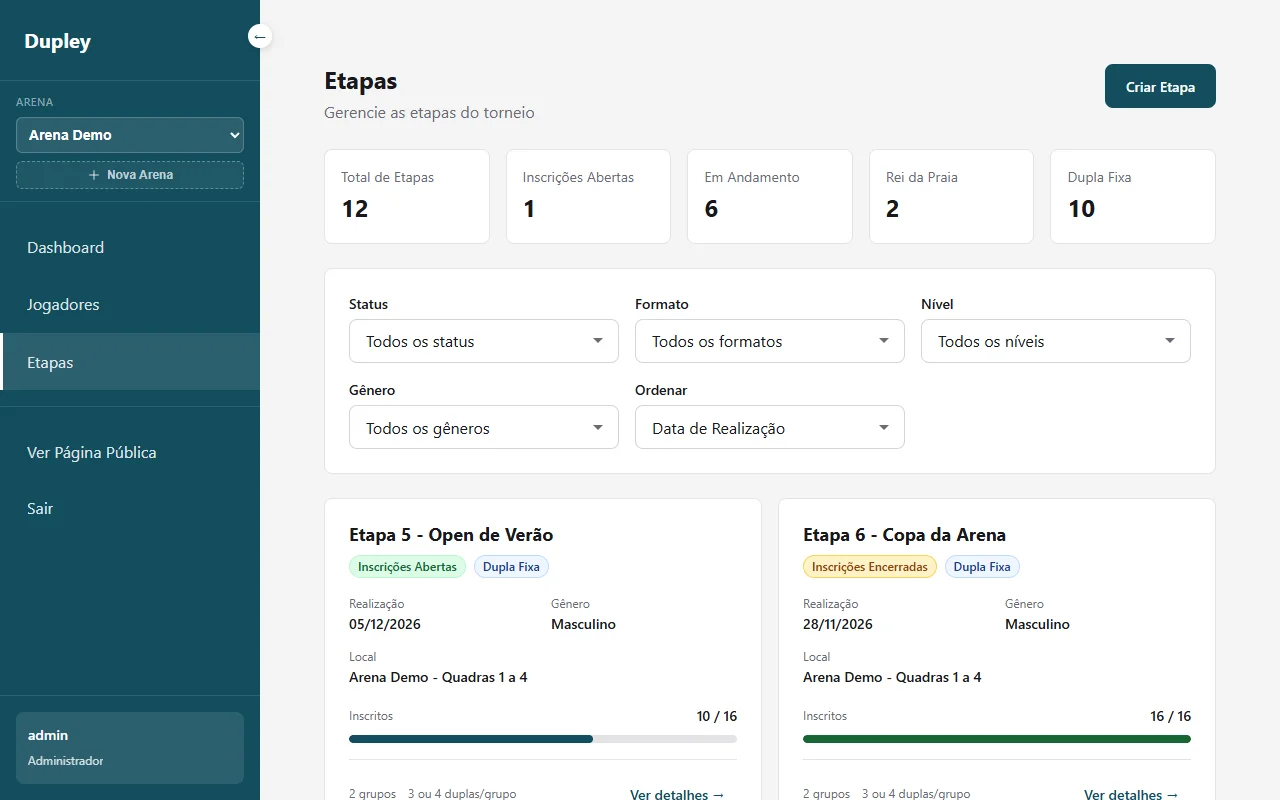 Dupley
←
ARENA
Arena Demo
+ Nova Arena
Dashboard
Jogadores
Etapas
Ver Página Pública
Sair
admin
Administrador
Etapas
Gerencie as etapas do torneio
Criar Etapa
Total de Etapas
12
Inscrições Abertas
1
Em Andamento
6
Rei da Praia
2
Dupla Fixa
10
Status
Todos os status
Formato
Todos os formatos
Nível
Todos os níveis
Gênero
Todos os gêneros
Ordenar
Data de Realização
Etapa 5 - Open de Verão
Inscrições Abertas Dupla Fixa
Realização Gênero
05/12/2026 Masculino
Local
Arena Demo - Quadras 1 a 4
Inscritos 10 / 16
2 grupos 3 ou 4 duplas/grupo Ver detalhes →
Etapa 6 - Copa da Arena
Inscrições Encerradas Dupla Fixa
Realização Gênero
28/11/2026 Masculino
Local
Arena Demo - Quadras 1 a 4
Inscritos 16 / 16
2 grupos 3 ou 4 duplas/grupo Ver detalhes →